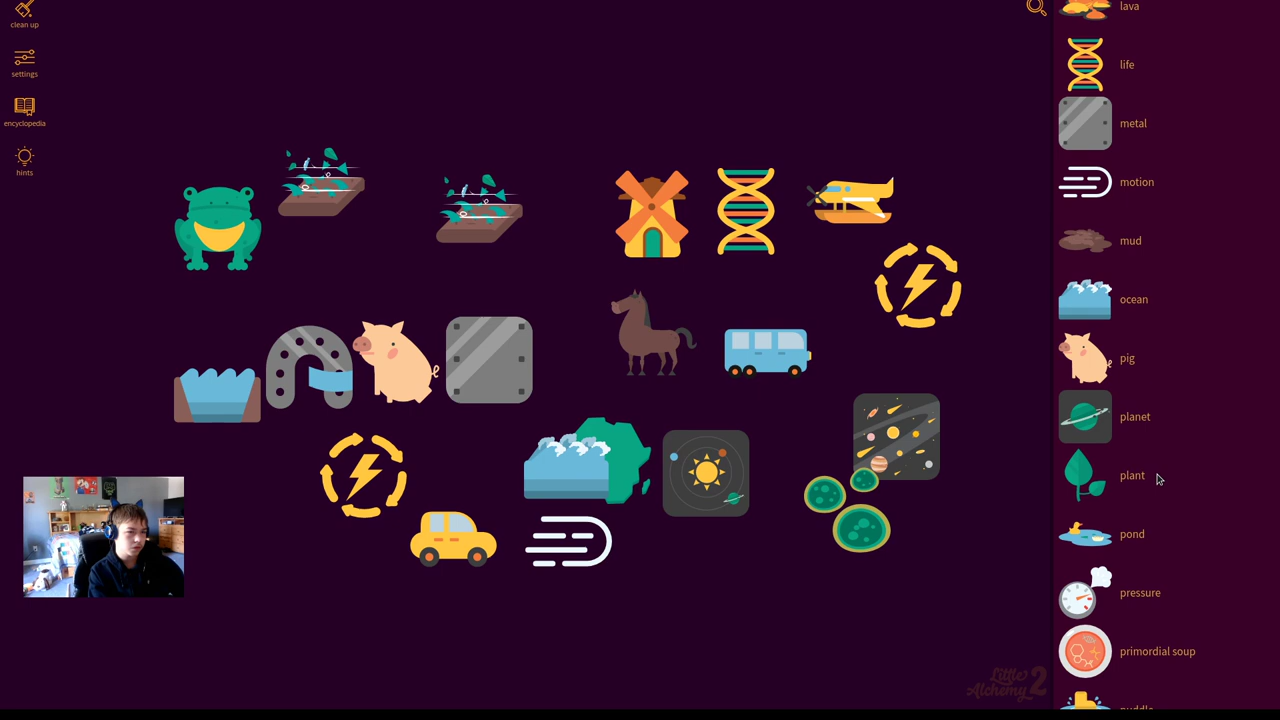 clean up
settings
encyclopedia
hints
lava
life
metal
motion
mud
ocean
pig
planet
plant
pond
pressure
primordial soup
Little
Alchemy 2